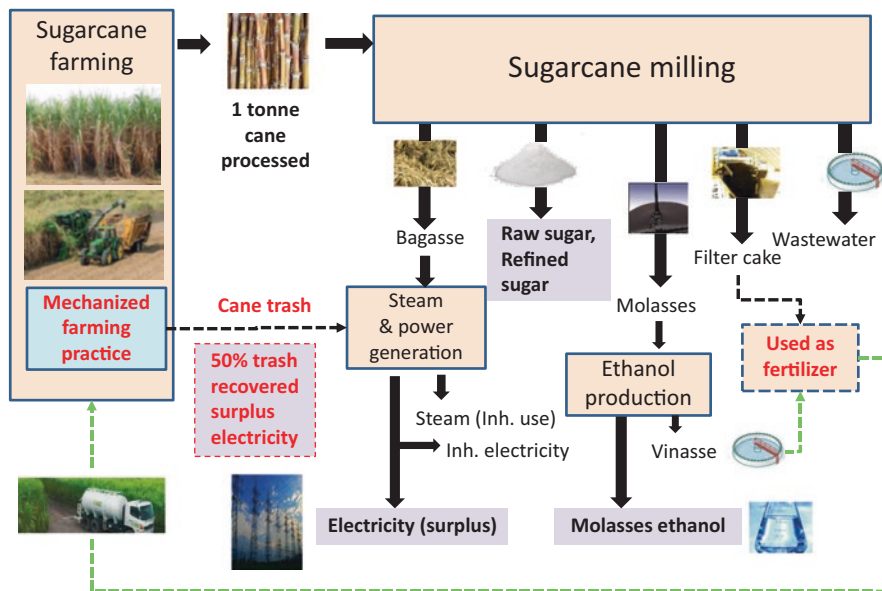 Sugarcane
farming
1 tonne
cane
processed
Sugarcane milling
Bagasse
Raw sugar,
Refined
sugar
Molasses
Filter cake
Wastewater
Mechanized
farming
practice
Cane trash
50% trash
recovered
surplus
electricity
Steam
& power
generation
Steam (Inh. use)
Inh. electricity
Ethanol
production
Vinasse
Used as
fertilizer
Electricity (surplus)
Molasses ethanol